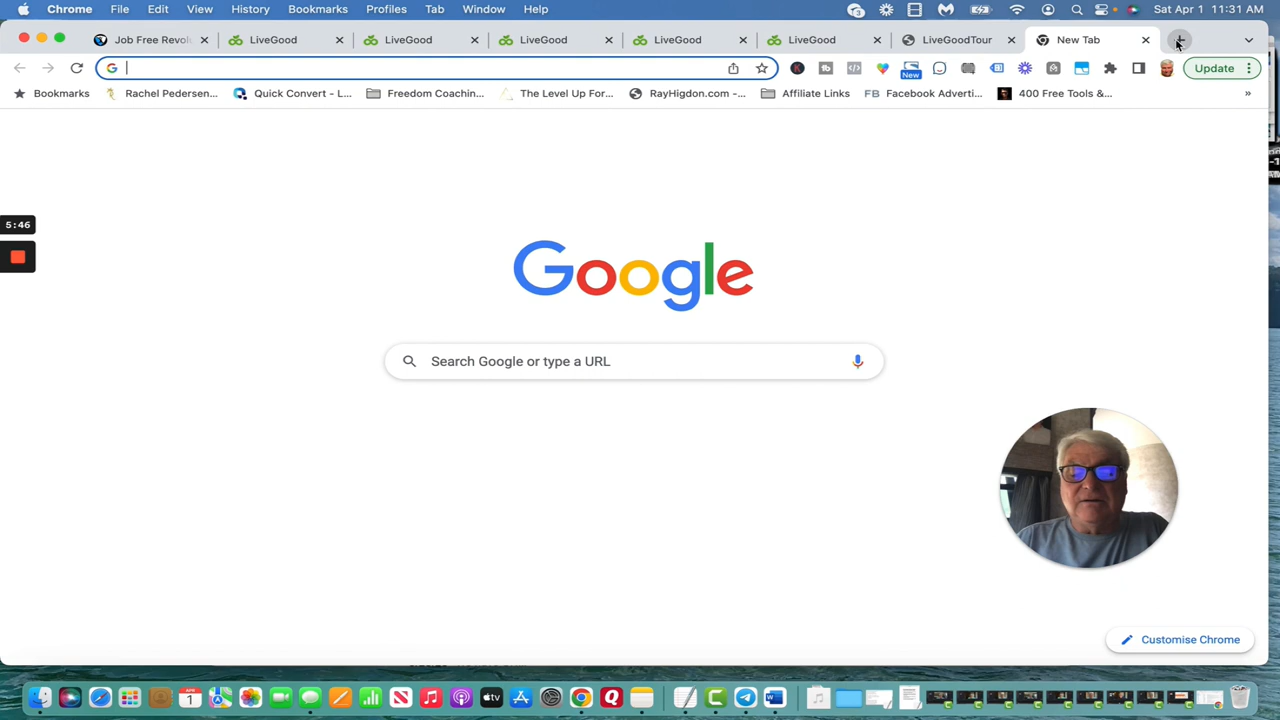 Chrome File Edit View History Bookmarks Profiles Tab Window Help 3 Sat Apr 1 11:31 AM
Job Free Revolu LiveGood LiveGood LiveGood LiveGood LiveGood LiveGoodTour New Tab
New Update
Bookmarks Rachel Pedersen... Quick Convert - L... Freedom Coachin... The Level Up For... RayHigdon.com -... Affiliate Links FB Facebook Adverti... 400 Free Tools &... »
5:46
Google
Search Google or type a URL
Customise Chrome